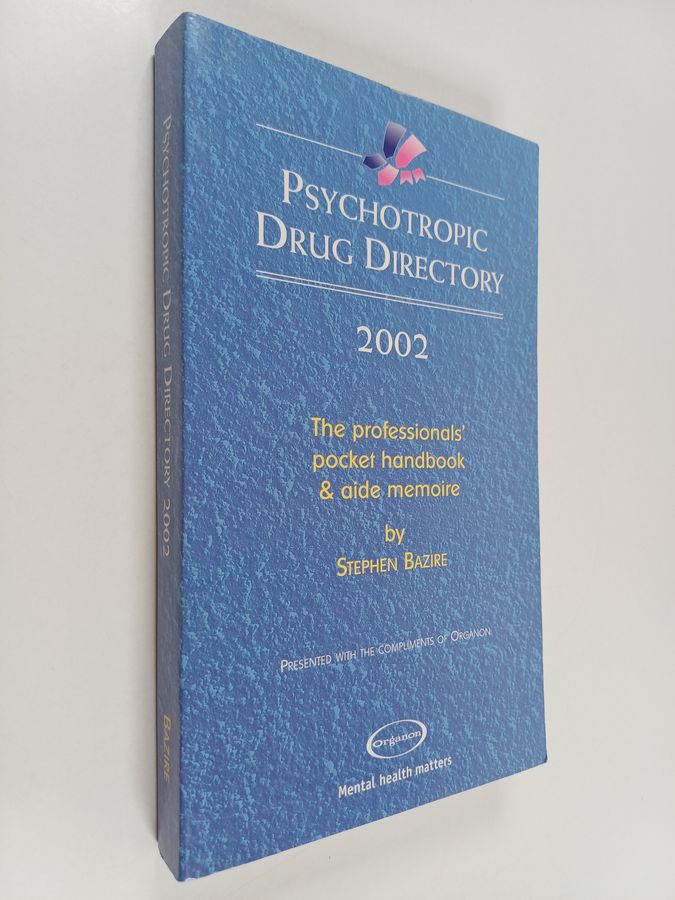 PSYCHOTROPIC
DRUG DIRECTORY
2002
The professionals'
pocket handbook
& aide memoire
by
STEPHEN BAZIRE
PRESENTED WITH THE COMPLIMENTS OF ORGANON
Organon
Mental health matters
PSYCHOTROPIC DRUG DIRECTORY 2002
BAZIRE